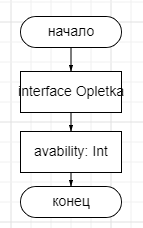 начало
interface Opletka
avability: Int
конец